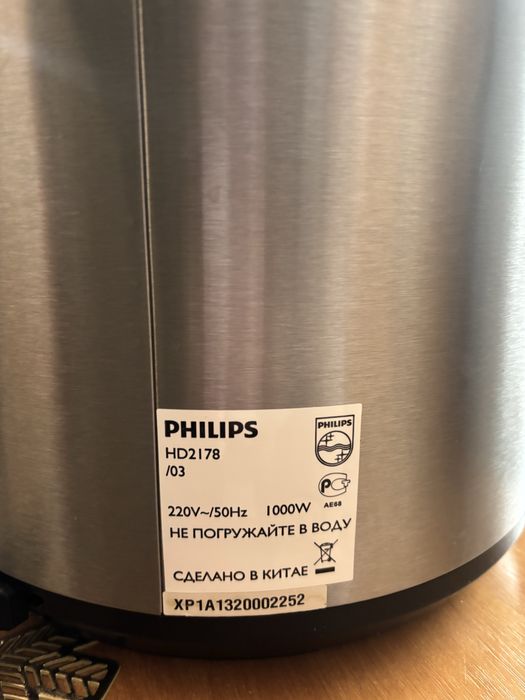 PHILIPS
PHILIPS
HD2178
/03
220V~/50Hz 1000W
AE68
НЕ ПОГРУЖАЙТЕ В ВОДУ
СДЕЛАНО В КИТАЕ
XP1A1320002252